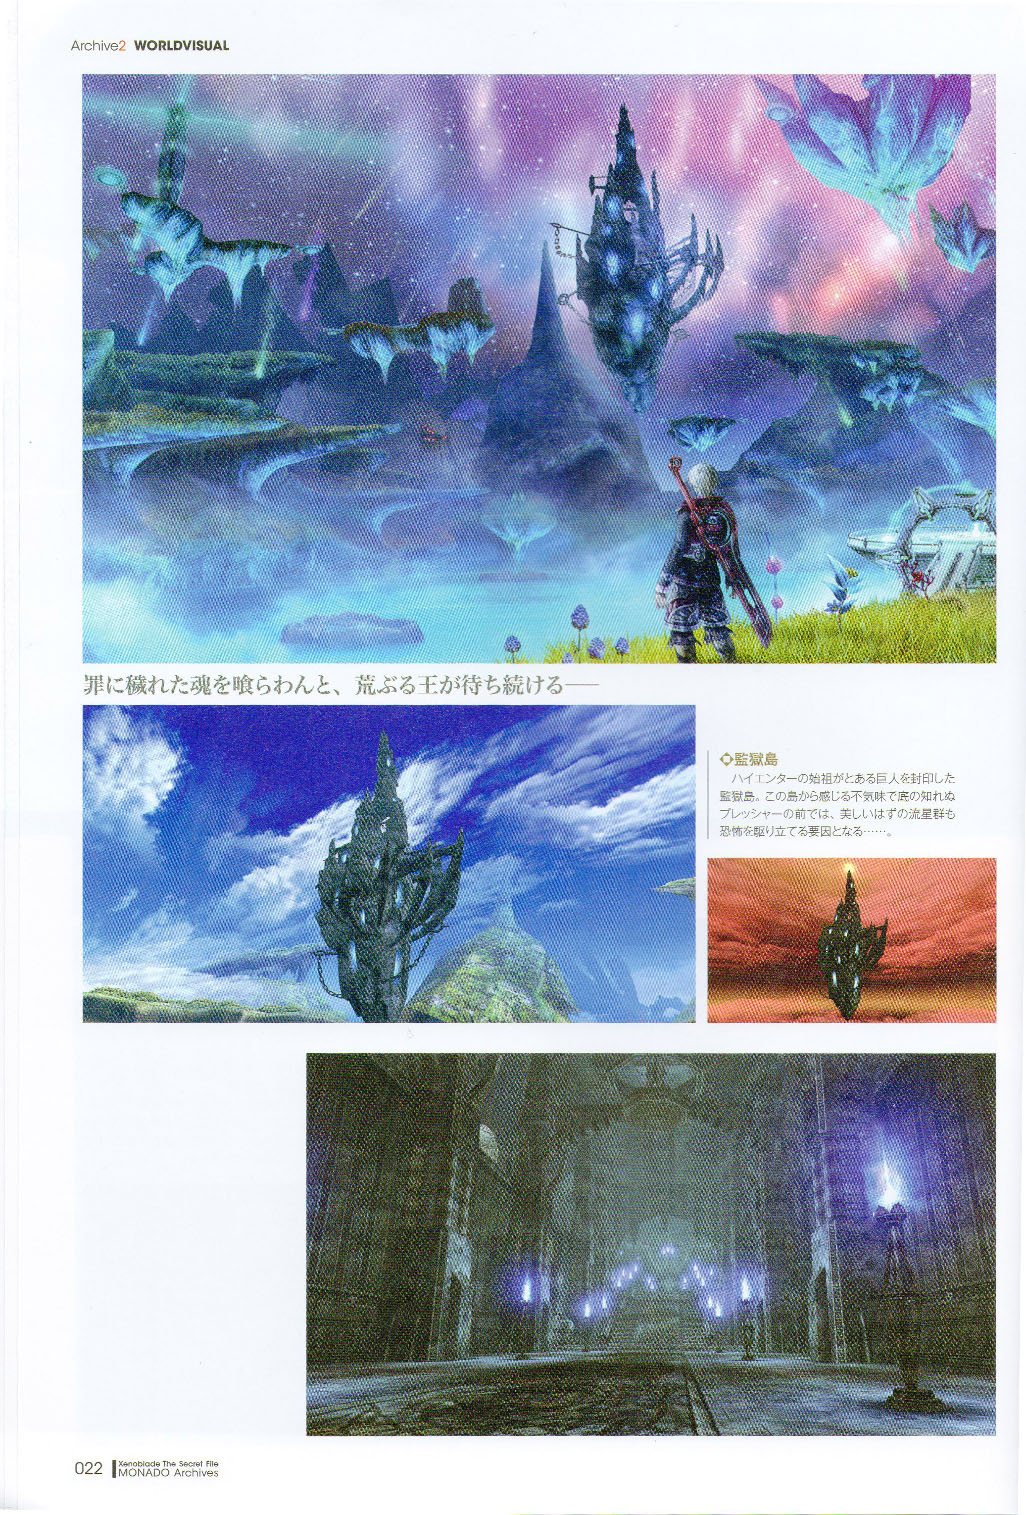 Archive2 WORLDVISUAL
罪に穢れた魂を喰らわんと、荒ぶる王が待ち続ける――
監獄島
ハイエンターの始祖がとある巨人を封印した
監獄島。この島から感じる不気味で底の知れぬ
プレッシャーの前では、美しいはずの流星群も
恐怖を駆り立てる要因となる……。
022
Xenoblade The Secret File
MONADO Archives